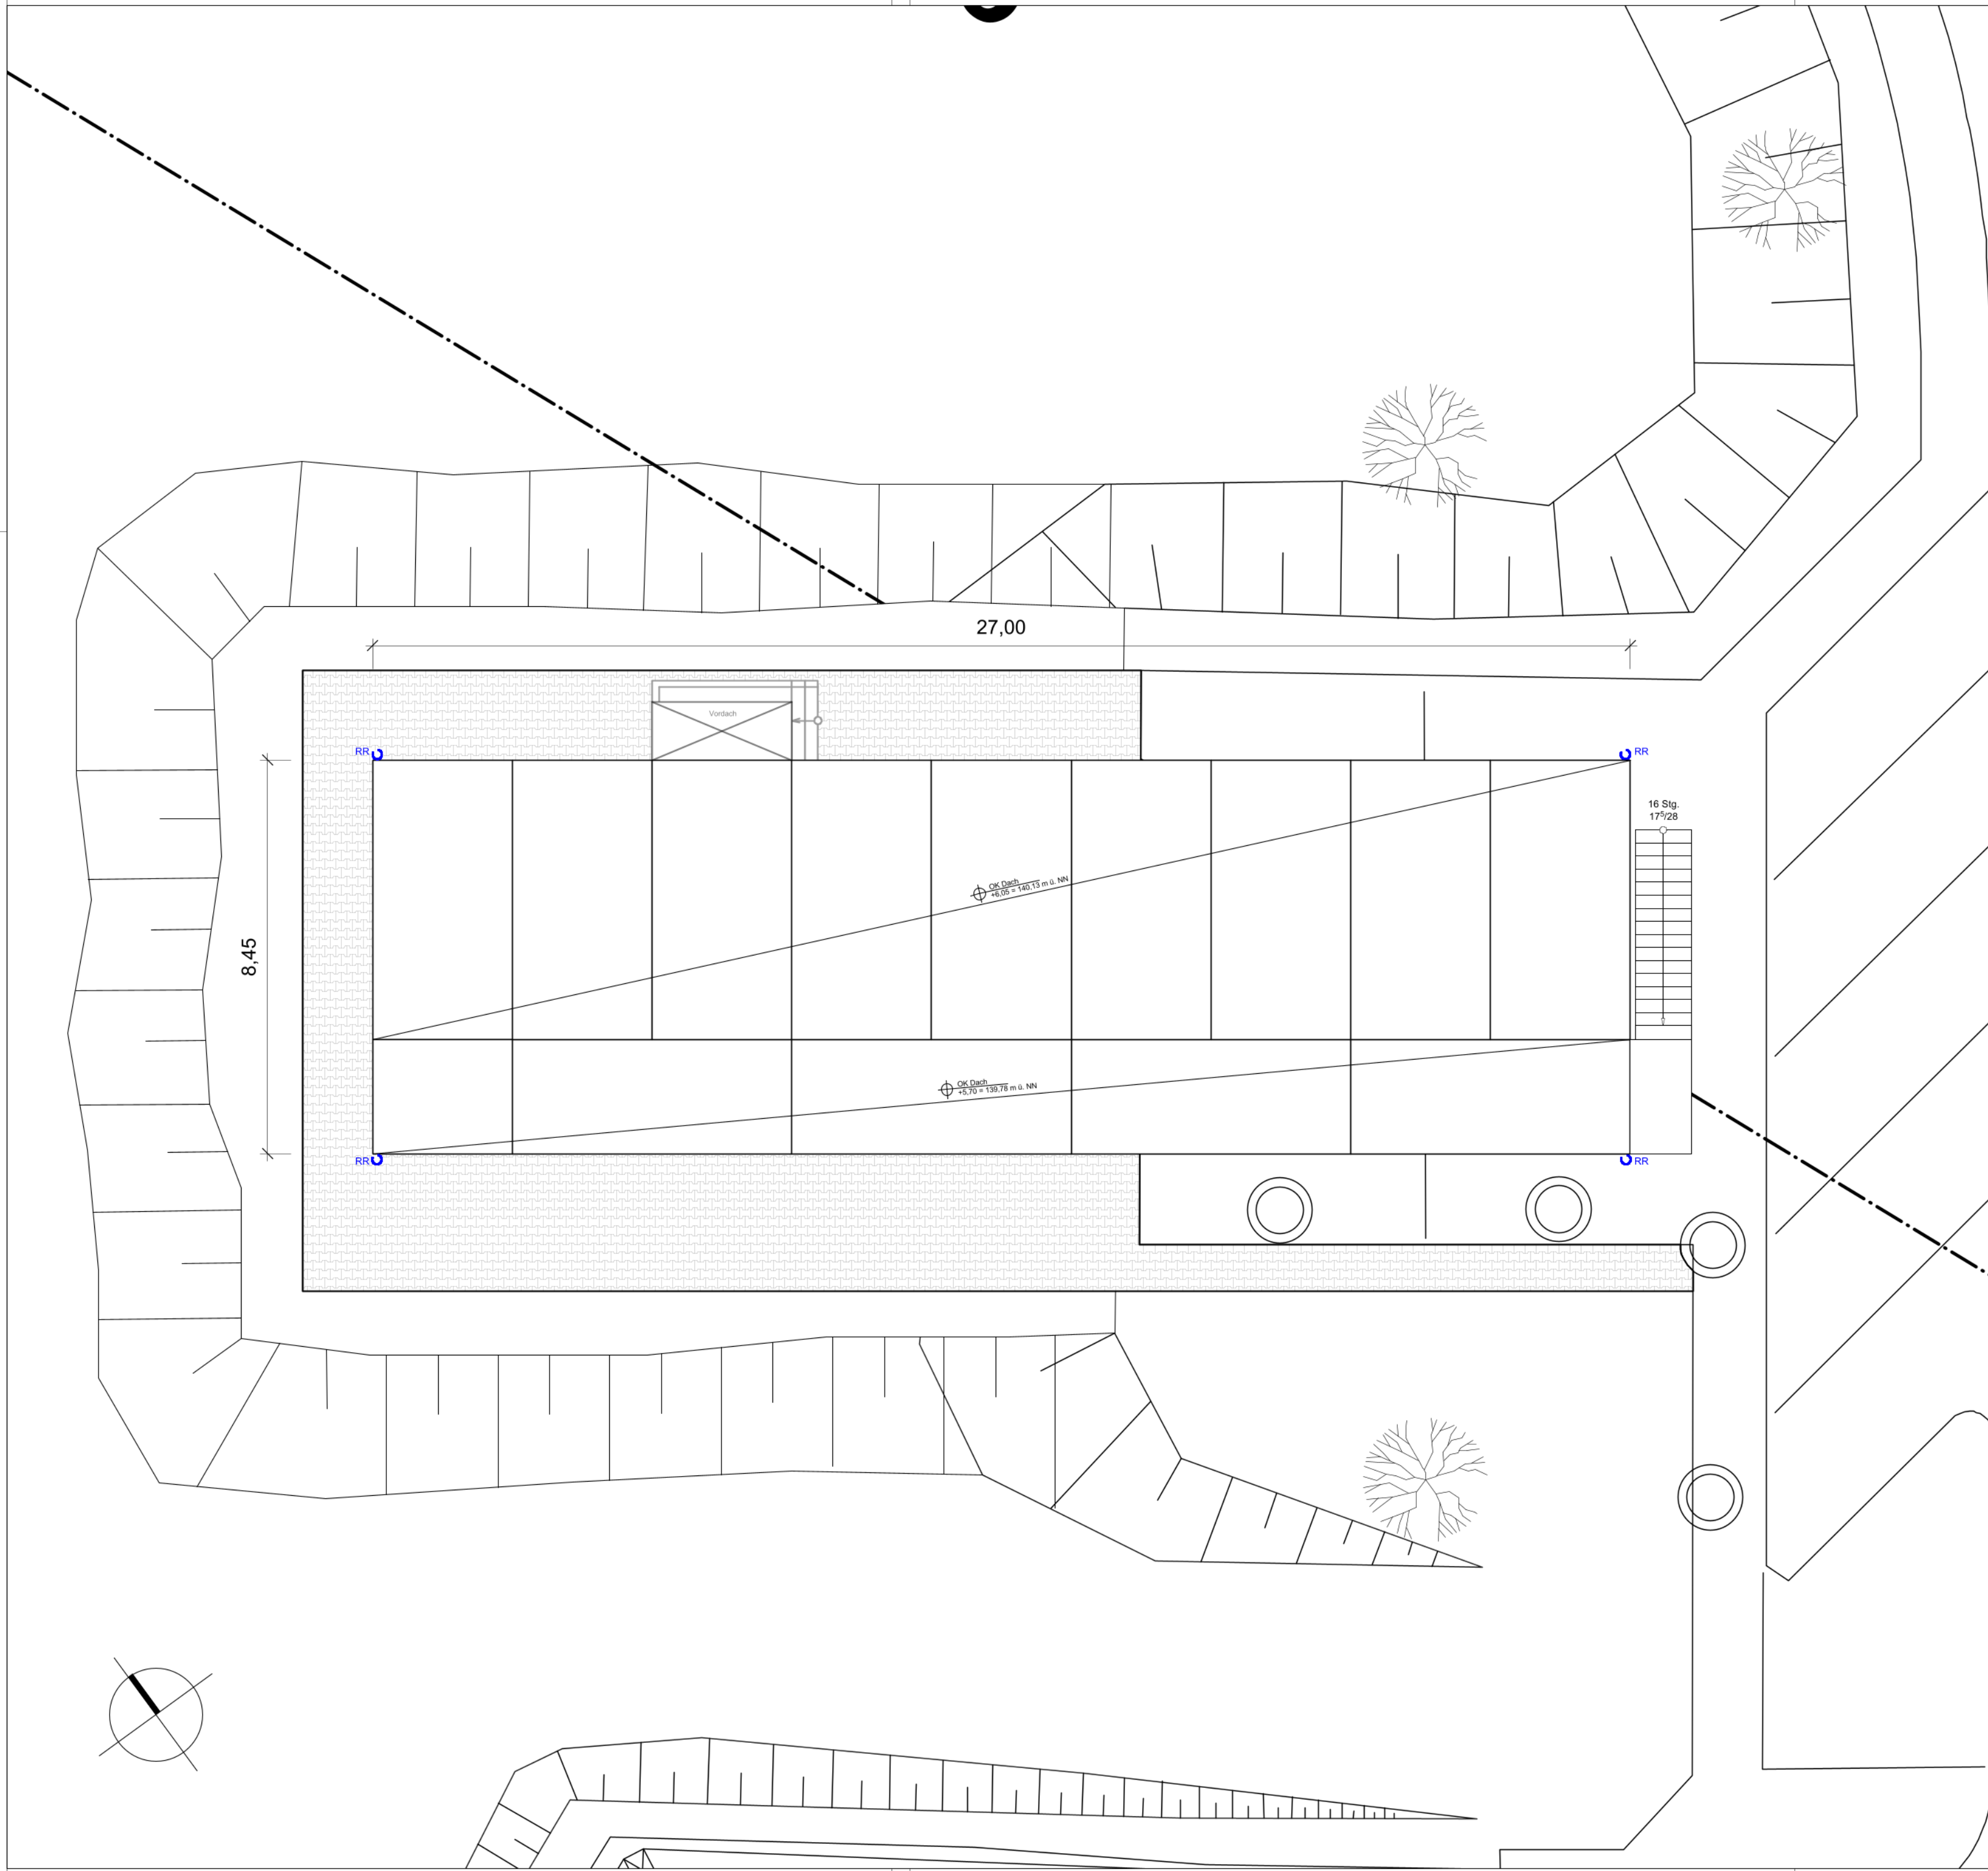 27,00
Vordach
RR
RR
16 Stg.
17⁵/28
OK Dach
+6,05 = 140,13 m ü. NN
8,45
OK Dach
+5,70 = 139,78 m ü. NN
RR
RR